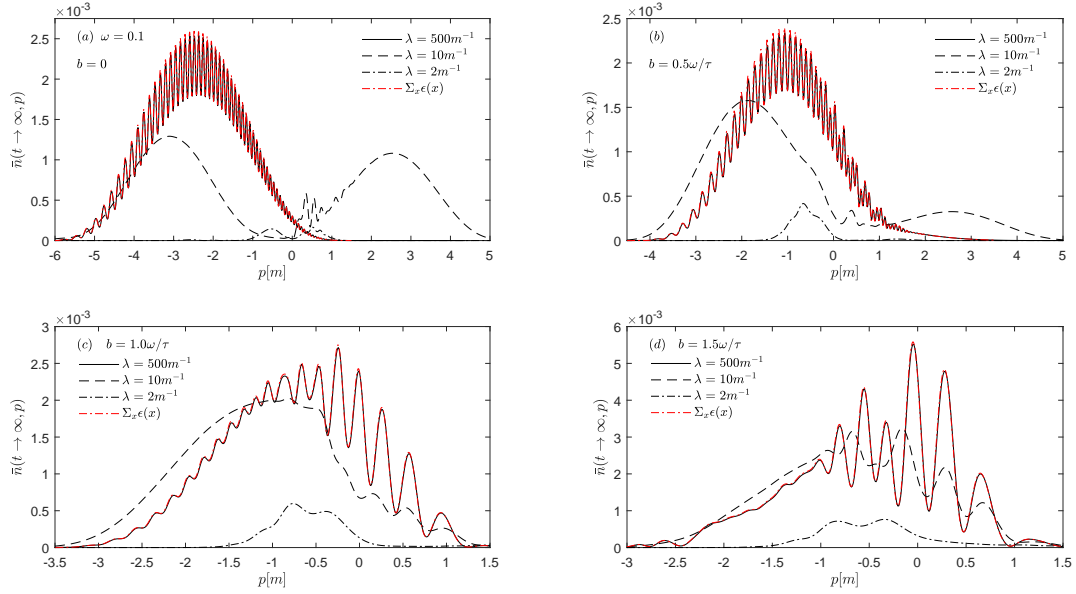 ×10⁻³
(a) ω = 0.1
b = 0
λ = 500m⁻¹
λ = 10m⁻¹
λ = 2m⁻¹
Σₓϵ(x)
n̄(t → ∞, p)
2.5
2
1.5
1
0.5
0
-6 -5 -4 -3 -2 -1 0 1 2 3 4 5
p[m]
×10⁻³
(b)
b = 0.5ω/τ
λ = 500m⁻¹
λ = 10m⁻¹
λ = 2m⁻¹
Σₓϵ(x)
n̄(t → ∞, p)
2.5
2
1.5
1
0.5
0
-4 -3 -2 -1 0 1 2 3 4 5
p[m]
×10⁻³
(c) b = 1.0ω/τ
λ = 500m⁻¹
λ = 10m⁻¹
λ = 2m⁻¹
Σₓϵ(x)
n̄(t → ∞, p)
3
2.5
2
1.5
1
0.5
0
-3.5 -3 -2.5 -2 -1.5 -1 -0.5 0 0.5 1 1.5
p[m]
×10⁻³
(d) b = 1.5ω/τ
λ = 500m⁻¹
λ = 10m⁻¹
λ = 2m⁻¹
Σₓϵ(x)
n̄(t → ∞, p)
6
5
4
3
2
1
0
-3 -2.5 -2 -1.5 -1 -0.5 0 0.5 1 1.5
p[m]